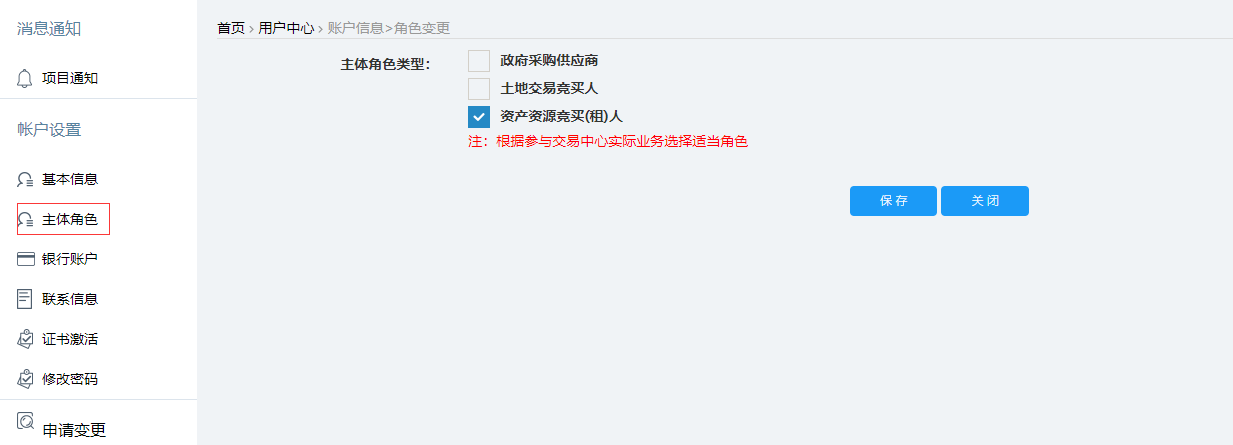 消息通知
项目通知
帐户设置
基本信息
主体角色
银行账户
联系信息
证书激活
修改密码
申请变更
首页 › 用户中心 › 账户信息>角色变更
主体角色类型：
政府采购供应商
土地交易竞买人
资产资源竞买(租)人
注：根据参与交易中心实际业务选择适当角色
保 存
关 闭